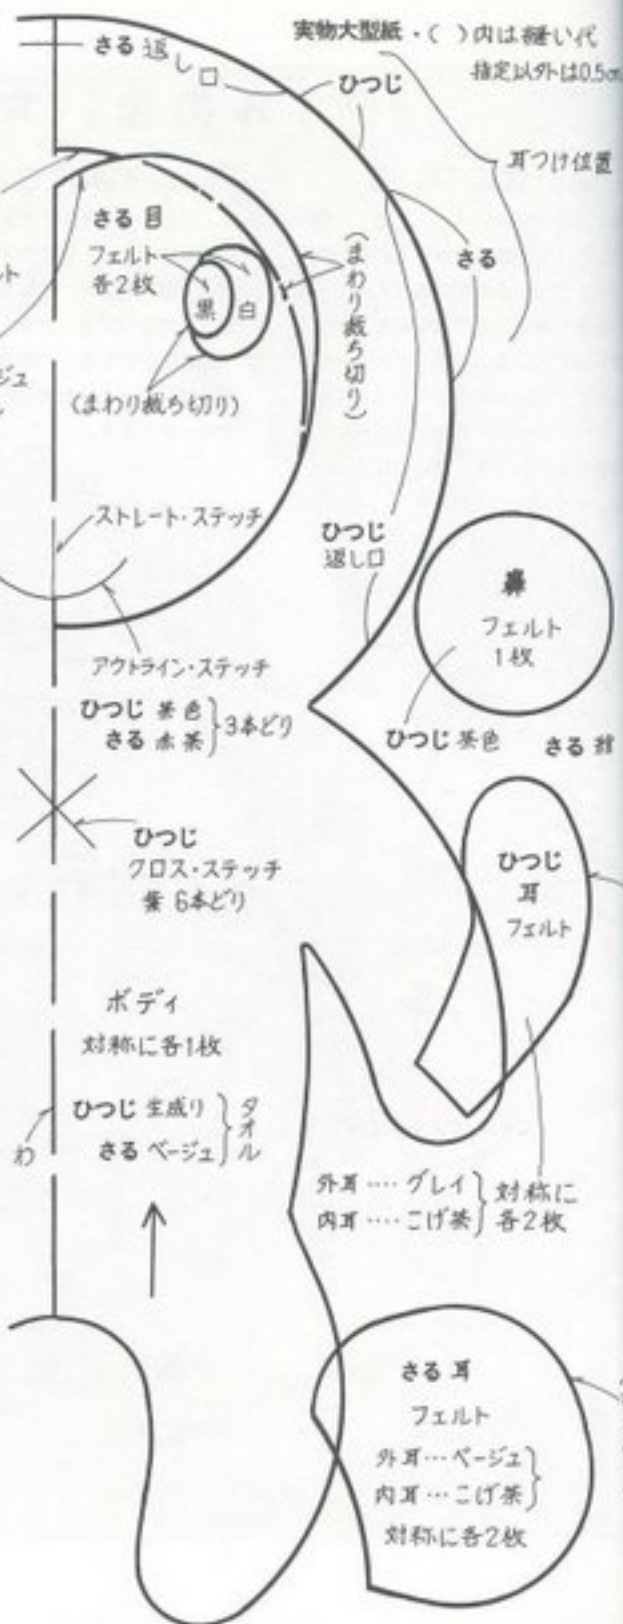 実物大型紙・( )内は縫い代
指定以外は0.5cm
さる 返し口
ひつじ
耳つけ位置
さる
さる 目
フェルト
各2枚
黒
白
(まわり裁ち切り)
(まわり裁ち切り)
ストレート・ステッチ
ひつじ
返し口
鼻
フェルト
1枚
アウトライン・ステッチ
ひつじ 茶色
さる 赤茶
3本どり
ひつじ 茶色
さる
ひつじ
クロス・ステッチ
6本どり
ひつじ
耳
フェルト
ボディ
対称に各1枚
ひつじ 生成り
さる ベージュ
タオル
わ
外耳‥‥グレイ
内耳‥‥こげ茶
対称に
各2枚
さる 耳
フェルト
外耳…ベージュ
内耳…こげ茶
対称に各2枚